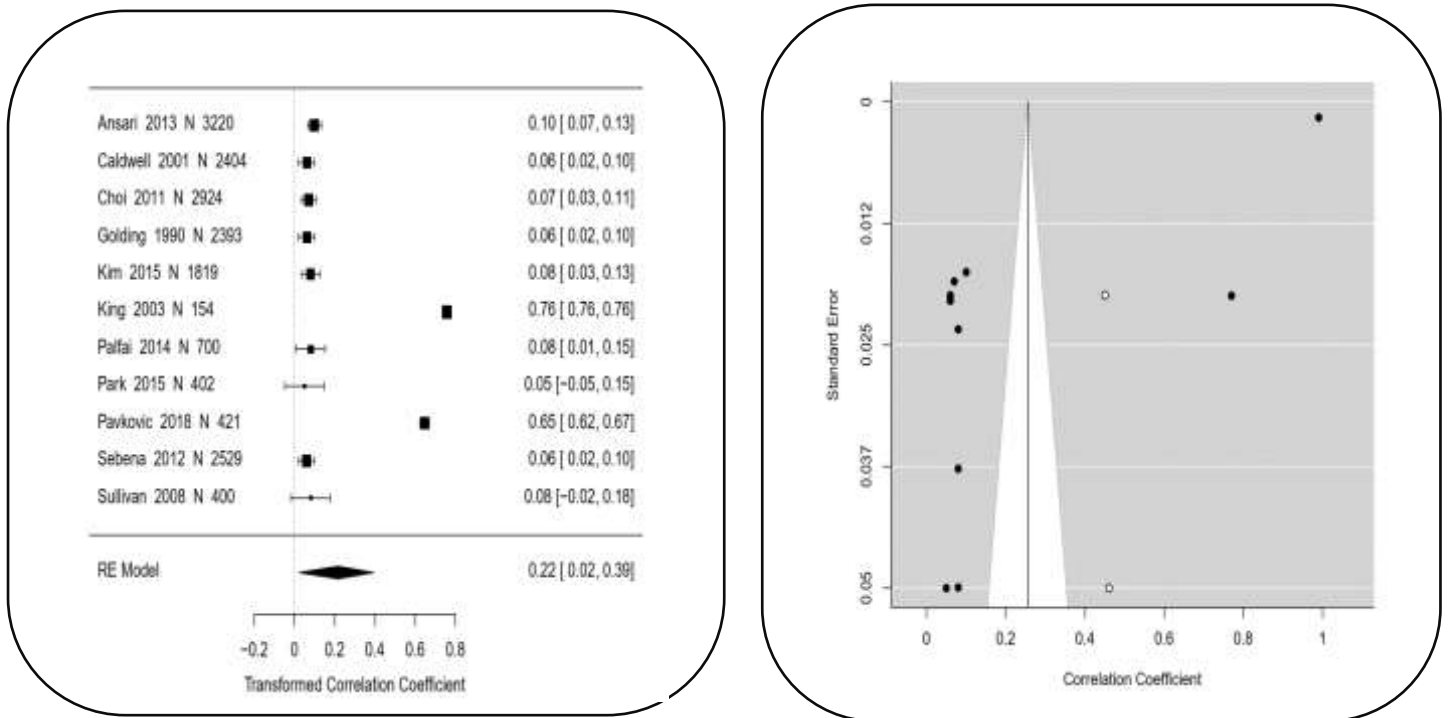 Ansari 2013 N 3220 0.10 [ 0.07, 0.13]
Caldwell 2001 N 2404 0.06 [ 0.02, 0.10]
Choi 2011 N 2924 0.07 [ 0.03, 0.11]
Golding 1990 N 2393 0.06 [ 0.02, 0.10]
Kim 2015 N 1819 0.08 [ 0.03, 0.13]
King 2003 N 154 0.76 [ 0.76, 0.76]
Palfai 2014 N 700 0.08 [ 0.01, 0.15]
Park 2015 N 402 0.05 [−0.05, 0.15]
Pavkovic 2018 N 421 0.65 [ 0.62, 0.67]
Sebena 2012 N 2529 0.06 [ 0.02, 0.10]
Sullivan 2008 N 400 0.08 [−0.02, 0.18]
RE Model 0.22 [ 0.02, 0.39]
−0.2 0 0.2 0.4 0.6 0.8
Transformed Correlation Coefficient
Standard Error
0
0.012
0.025
0.037
0.05
0 0.2 0.4 0.6 0.8 1
Correlation Coefficient